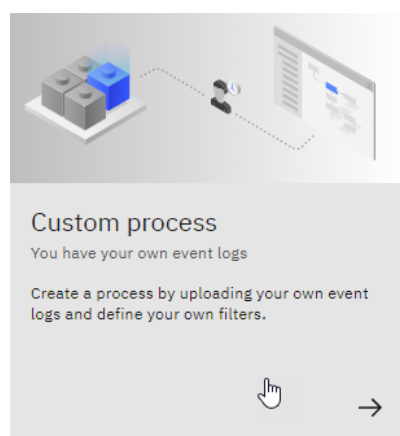 Custom process
You have your own event logs
Create a process by uploading your own event
logs and define your own filters.